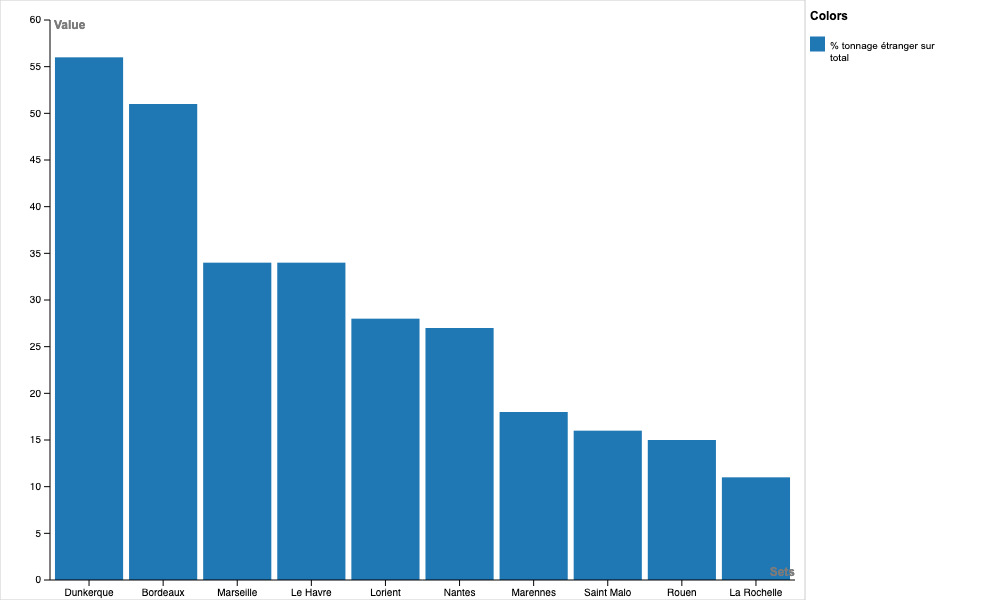 Value
60
55
50
45
40
35
30
25
20
15
10
5
0
Sets
Dunkerque Bordeaux Marseille Le Havre Lorient Nantes Marennes Saint Malo Rouen La Rochelle
Colors
% tonnage étranger sur
total